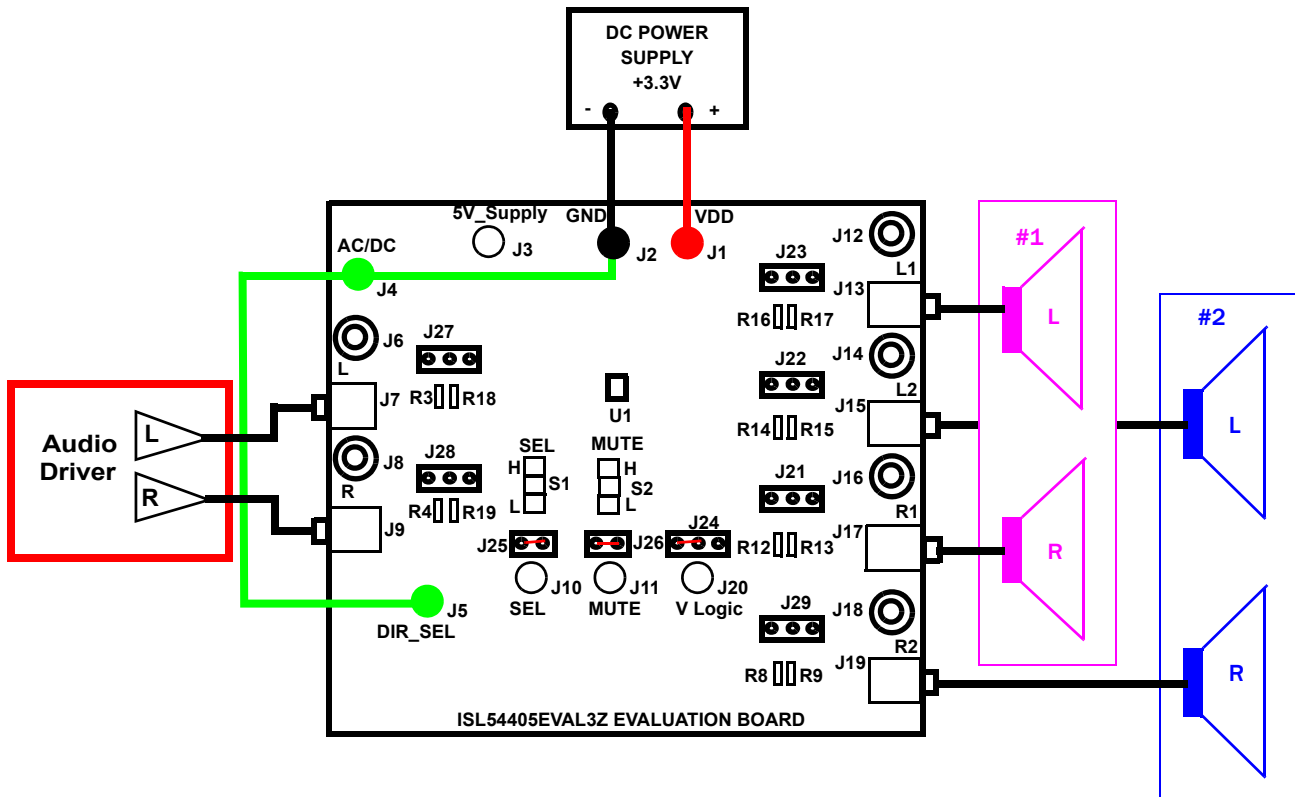 DC POWER
SUPPLY
+3.3V
- +
5V_Supply
GND
VDD
J3
J2
J1
AC/DC
J4
J12
L1
J23
J13
R16
R17
#1
L
#2
J6
L
J27
J7
R3
R18
J14
L2
J22
J15
R14
R15
L
U1
Audio
Driver
L
R
J8
R
J28
J9
R4
R19
SEL
H
S1
L
MUTE
H
S2
L
J16
R1
J21
J17
R12
R13
R
J25
J26
J24
J10
SEL
J11
MUTE
J20
V Logic
J5
DIR_SEL
J29
J18
R2
J19
R8
R9
R
ISL54405EVAL3Z EVALUATION BOARD